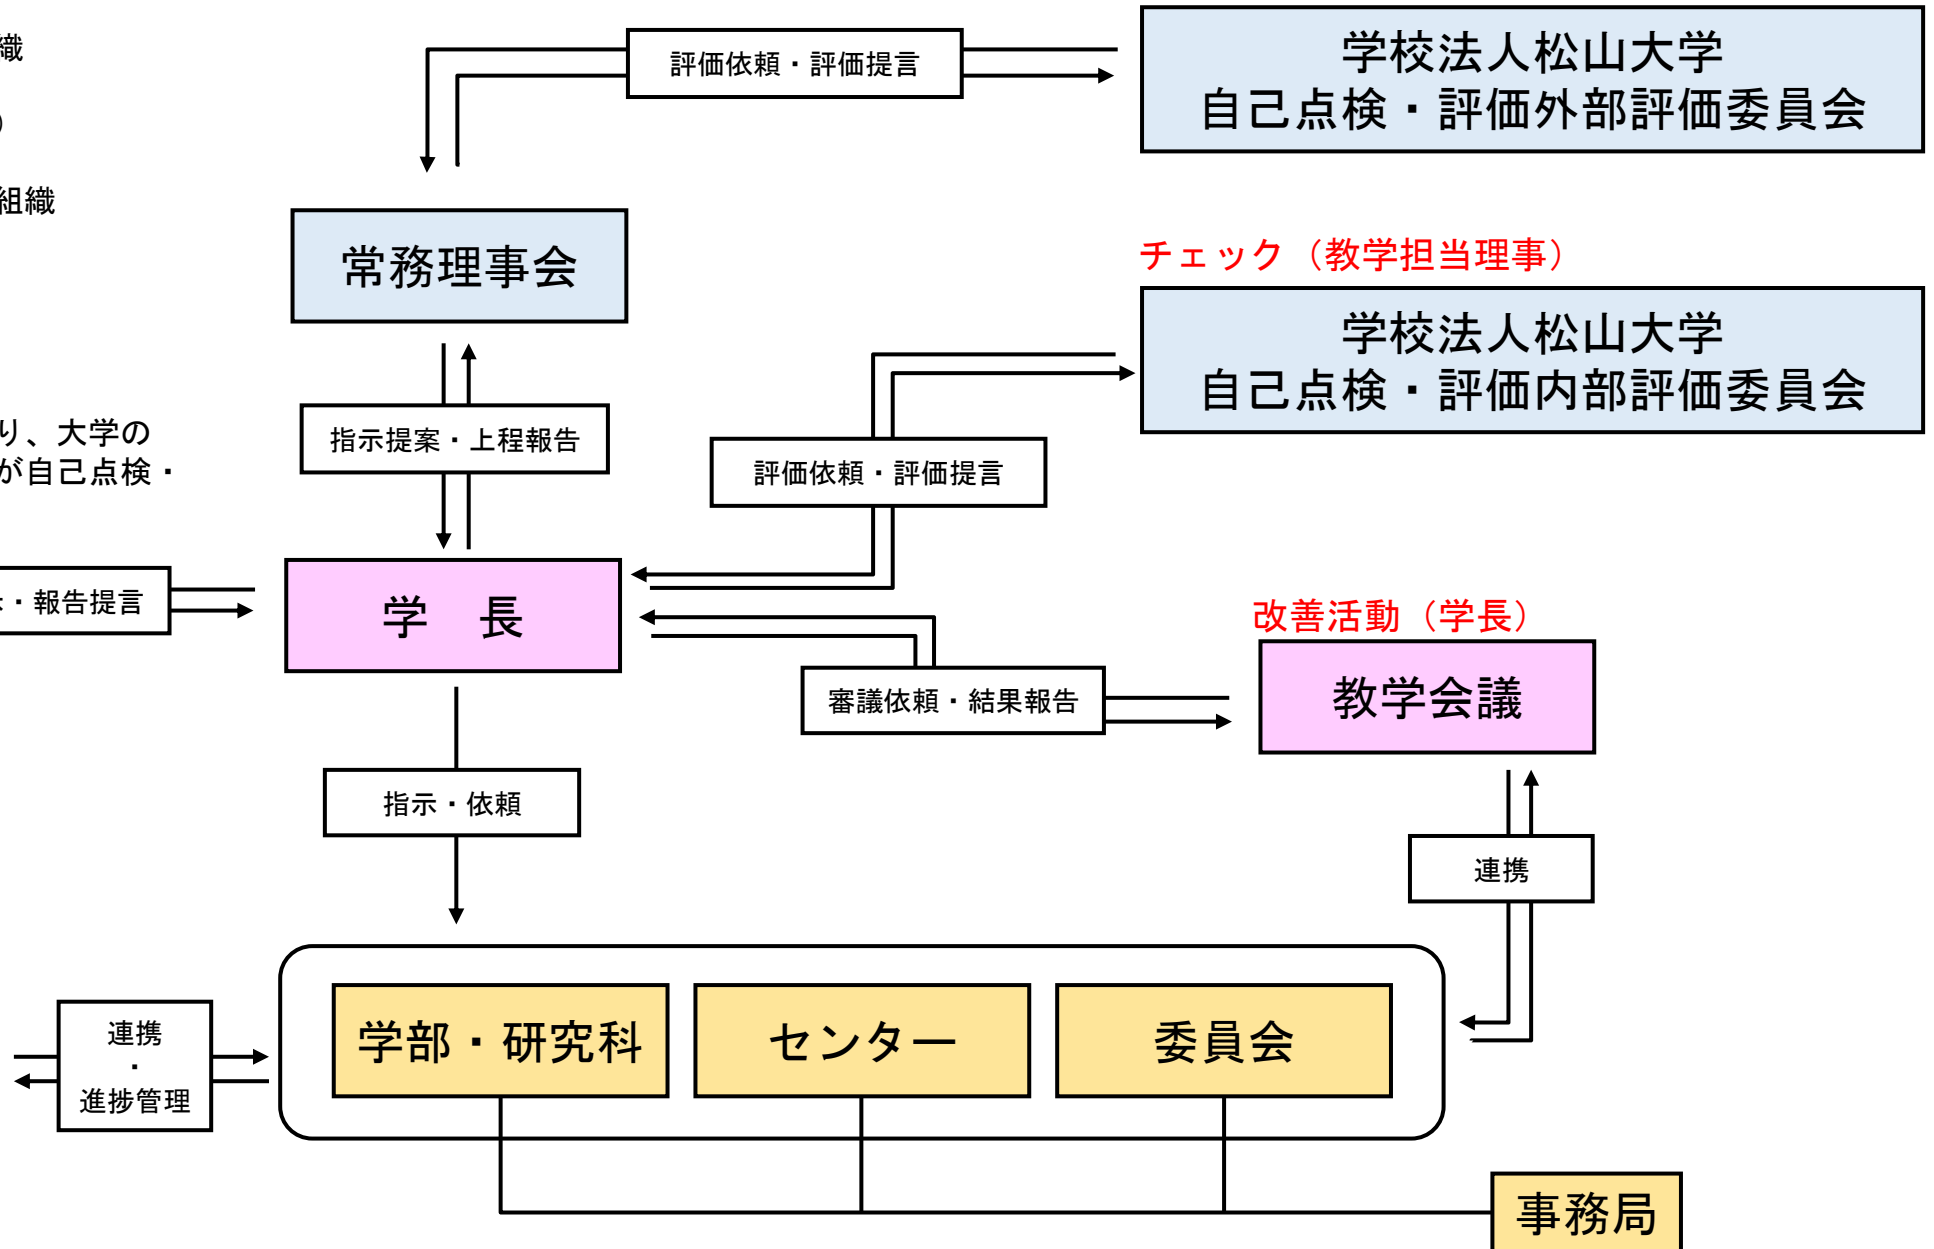 織
）
組織
り、大学の
が自己点検・
評価依頼・評価提言
学校法人松山大学
自己点検・評価外部評価委員会
常務理事会
チェック（教学担当理事）
学校法人松山大学
自己点検・評価内部評価委員会
指示提案・上程報告
評価依頼・評価提言
・報告提言
学　長
改善活動（学長）
審議依頼・結果報告
教学会議
指示・依頼
連携
学部・研究科
センター
委員会
連携
・
進捗管理
事務局